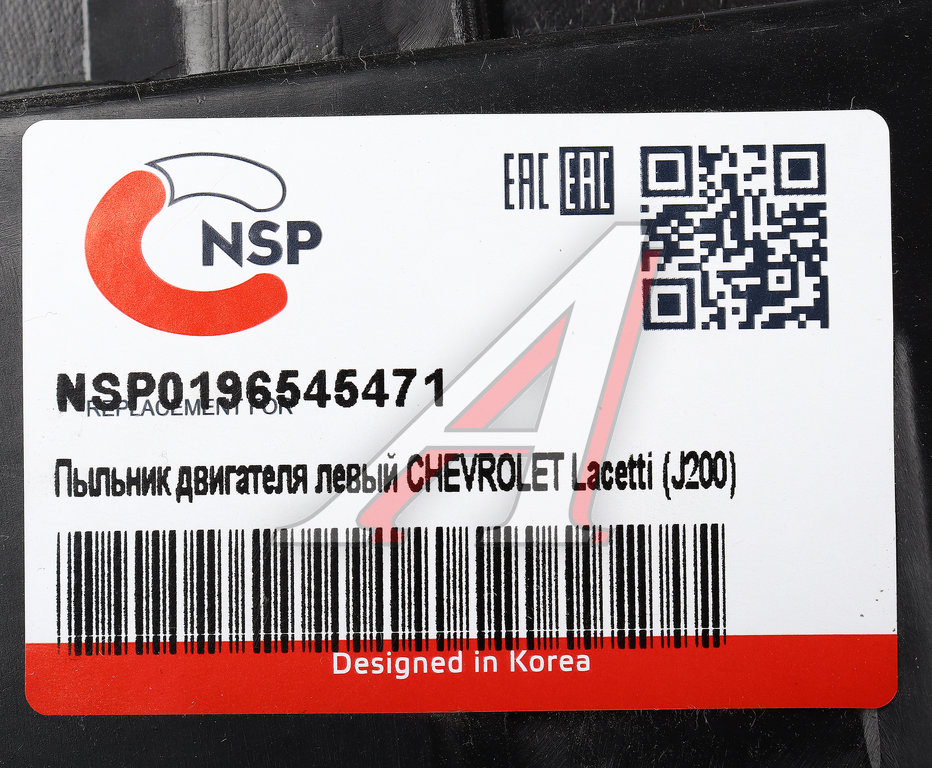 NSP
EAC EAC
NSP0196545471
REPLACEMENT FOR
Пыльник двигателя левый CHEVROLET Lacetti (J200)
Designed in Korea